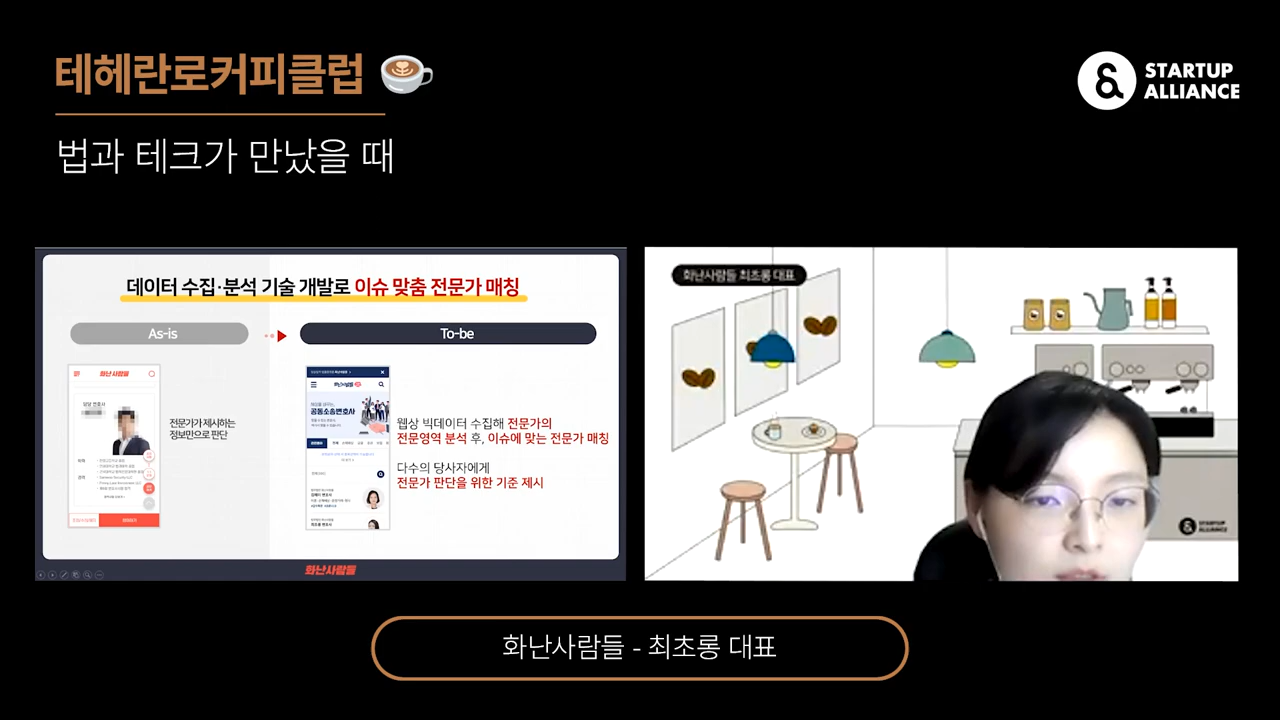 테헤란로커피클럽
STARTUP
ALLIANCE
법과 테크가 만났을 때
데이터 수집·분석 기술 개발로 이슈 맞춤 전문가 매칭
As-is
To-be
화난사람들
담당 변호사
전문가가 제시하는
정보만으로 판단
공동소송변호사
웹상 빅데이터 수집해 전문가의
전문영역 분석 후, 이슈에 맞는 전문가 매칭
다수의 당사자에게
전문가 판단을 위한 기준 제시
화난사람들
화난사람들 최초롱 대표
STARTUP
ALLIANCE
화난사람들 - 최초롱 대표